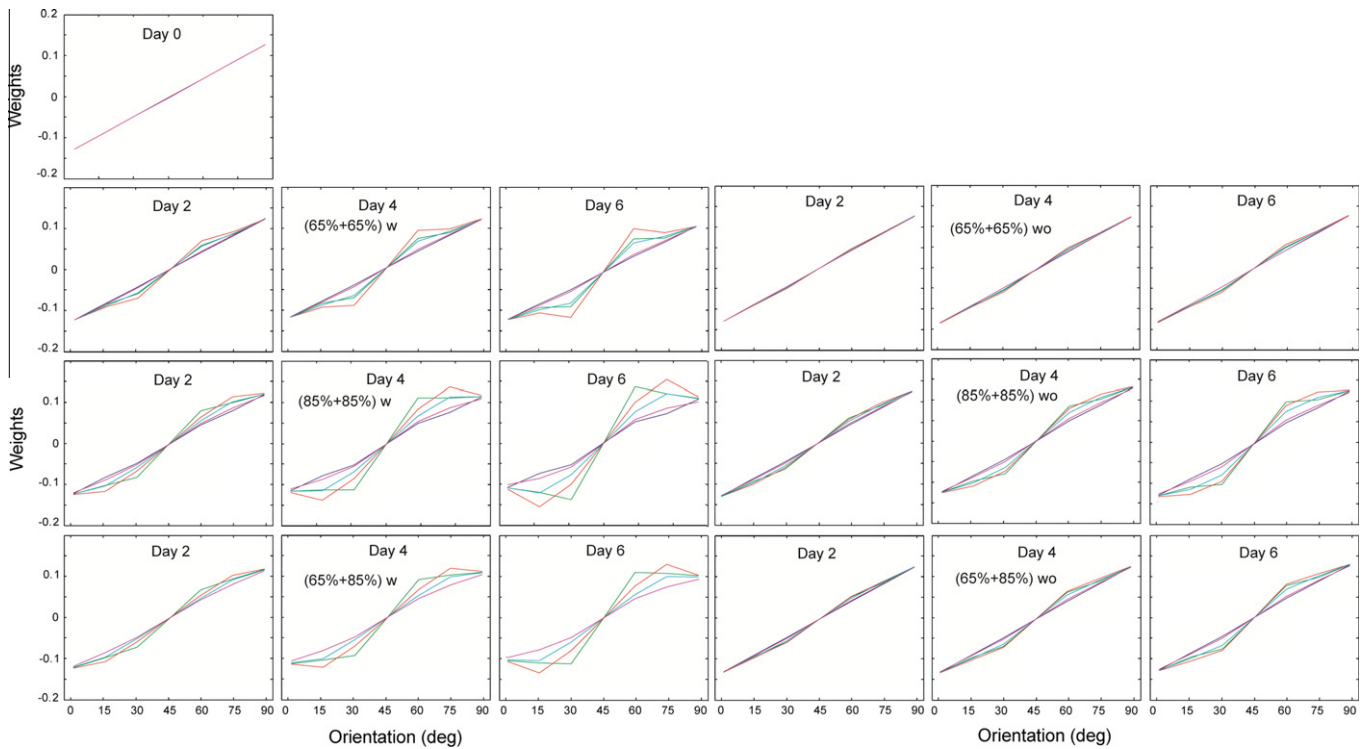 Day 0
Weights
0.2
0.1
0
-0.1
-0.2
Day 2
Day 4
(65%+65%) w
Day 6
Day 2
Day 4
(65%+65%) wo
Day 6
0.1
0
-0.1
-0.2
Day 2
Day 4
(85%+85%) w
Day 6
Day 2
Day 4
(85%+85%) wo
Day 6
Weights
0.1
0
-0.1
-0.2
Day 2
Day 4
(65%+85%) w
Day 6
Day 2
Day 4
(65%+85%) wo
Day 6
0.1
0
-0.1
-0.2
0 15 30 45 60 75 90 0 15 30 45 60 75 90 0 15 30 45 60 75 90 0 15 30 45 60 75 90 0 15 30 45 60 75 90 0 15 30 45 60 75 90
Orientation (deg) Orientation (deg)